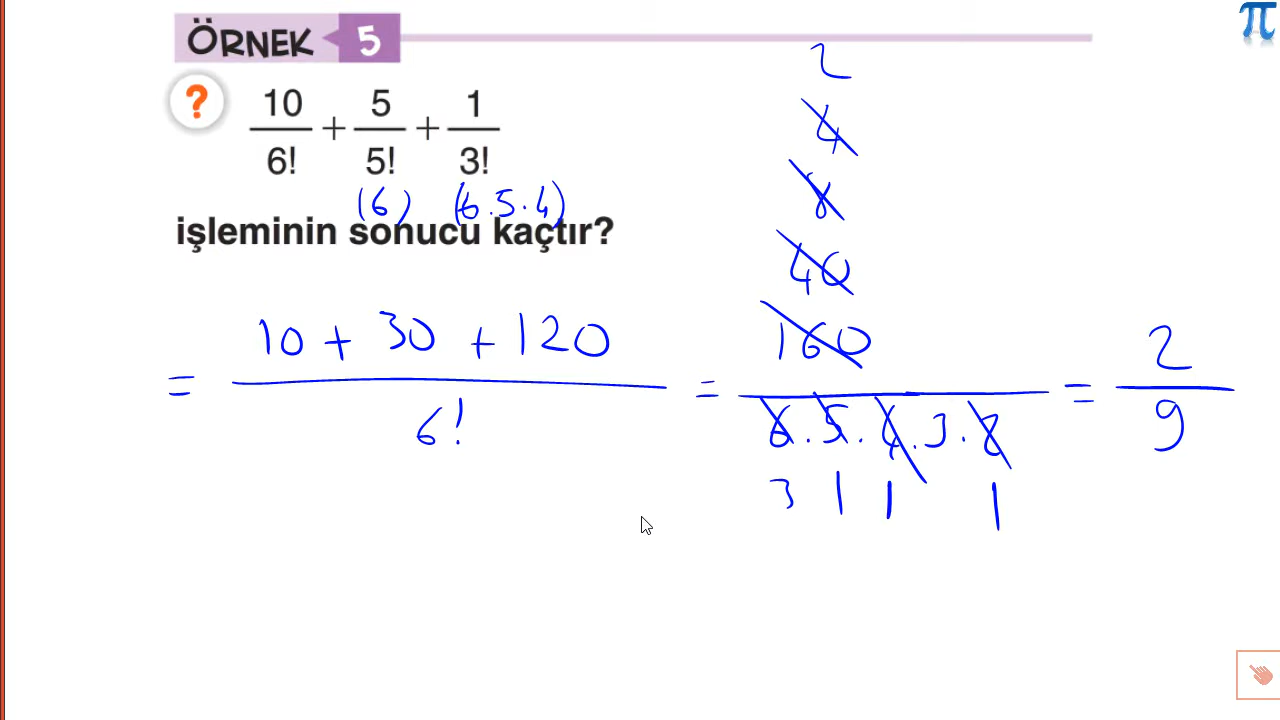 ÖRNEK 5
π
? 10/6! + 5/5! + 1/3!
(6) (6.5.4)
işleminin sonucu kaçtır?
2
4
8
40
= (10 + 30 + 120)/6! = 160/(6.5.4.3.2) = 2/9
3 1 1 1